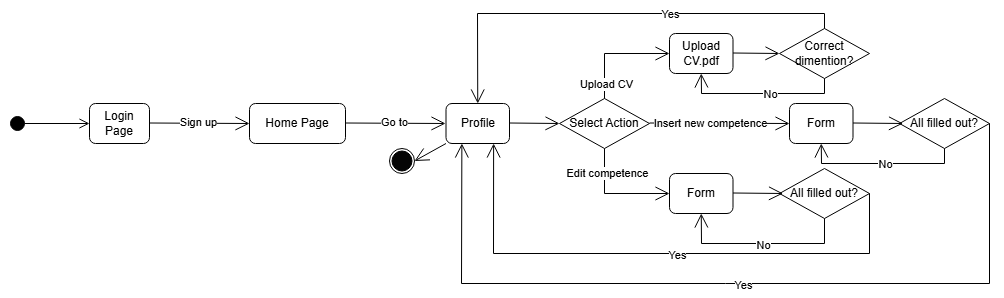 Yes
Upload
CV.pdf
Correct
dimention?
Upload CV
No
Login
Page
Sign up
Home Page
Go to
Profile
Select Action
Insert new competence
Form
All filled out?
No
Edit competence
Form
All filled out?
No
Yes
Yes